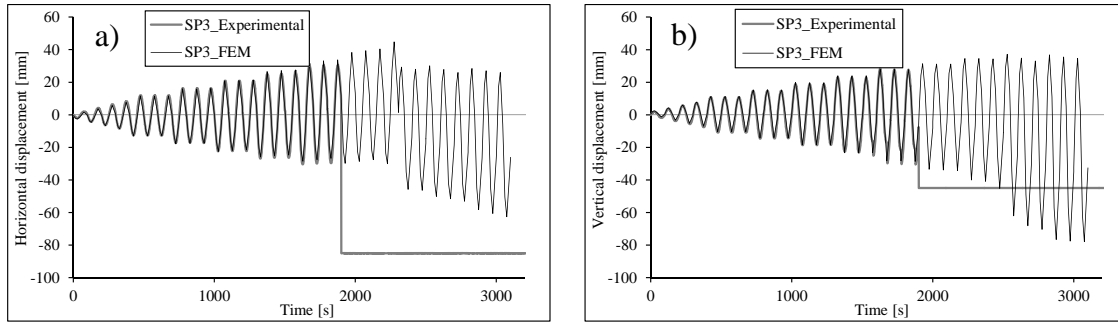 a)
SP3_Experimental
SP3_FEM
Horizontal displacement [mm]
60
40
20
0
-20
-40
-60
-80
-100
0
1000
2000
3000
Time [s]
b)
SP3_Experimental
SP3_FEM
Vertical displacement [mm]
60
40
20
0
-20
-40
-60
-80
-100
0
1000
2000
3000
Time [s]